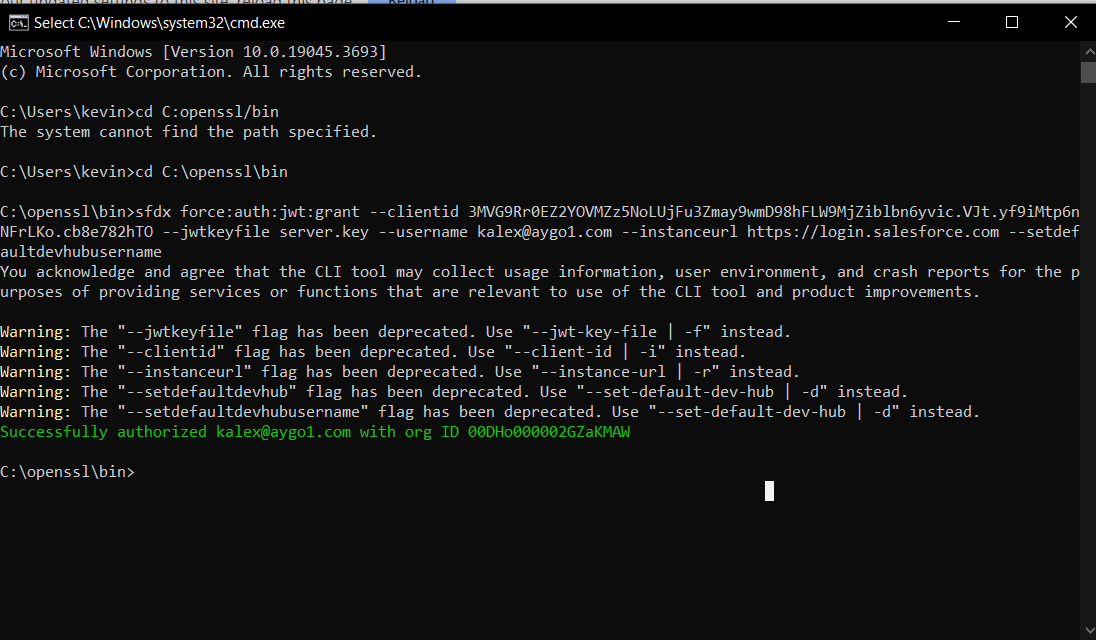 Select C:\Windows\system32\cmd.exe
Microsoft Windows [Version 10.0.19045.3693]
(c) Microsoft Corporation. All rights reserved.
C:\Users\kevin>cd C:openssl/bin
The system cannot find the path specified.
C:\Users\kevin>cd C:\openssl\bin
C:\openssl\bin>sfdx force:auth:jwt:grant --clientid 3MVG9Rr0EZ2YOVMZz5NoLUjFu3Zmay9wmD98hFLW9MjZiblbn6yvic.VJt.yf9iMtp6n
NFrLKo.cb8e782hTO --jwtkeyfile server.key --username kalex@aygo1.com --instanceurl https://login.salesforce.com --setdef
aultdevhubusername
You acknowledge and agree that the CLI tool may collect usage information, user environment, and crash reports for the p
urposes of providing services or functions that are relevant to use of the CLI tool and product improvements.
Warning: The "--jwtkeyfile" flag has been deprecated. Use "--jwt-key-file | -f" instead.
Warning: The "--clientid" flag has been deprecated. Use "--client-id | -i" instead.
Warning: The "--instanceurl" flag has been deprecated. Use "--instance-url | -r" instead.
Warning: The "--setdefaultdevhub" flag has been deprecated. Use "--set-default-dev-hub | -d" instead.
Warning: The "--setdefaultdevhubusername" flag has been deprecated. Use "--set-default-dev-hub | -d" instead.
Successfully authorized kalex@aygo1.com with org ID 00DHo000002GZaKMAW
C:\openssl\bin>